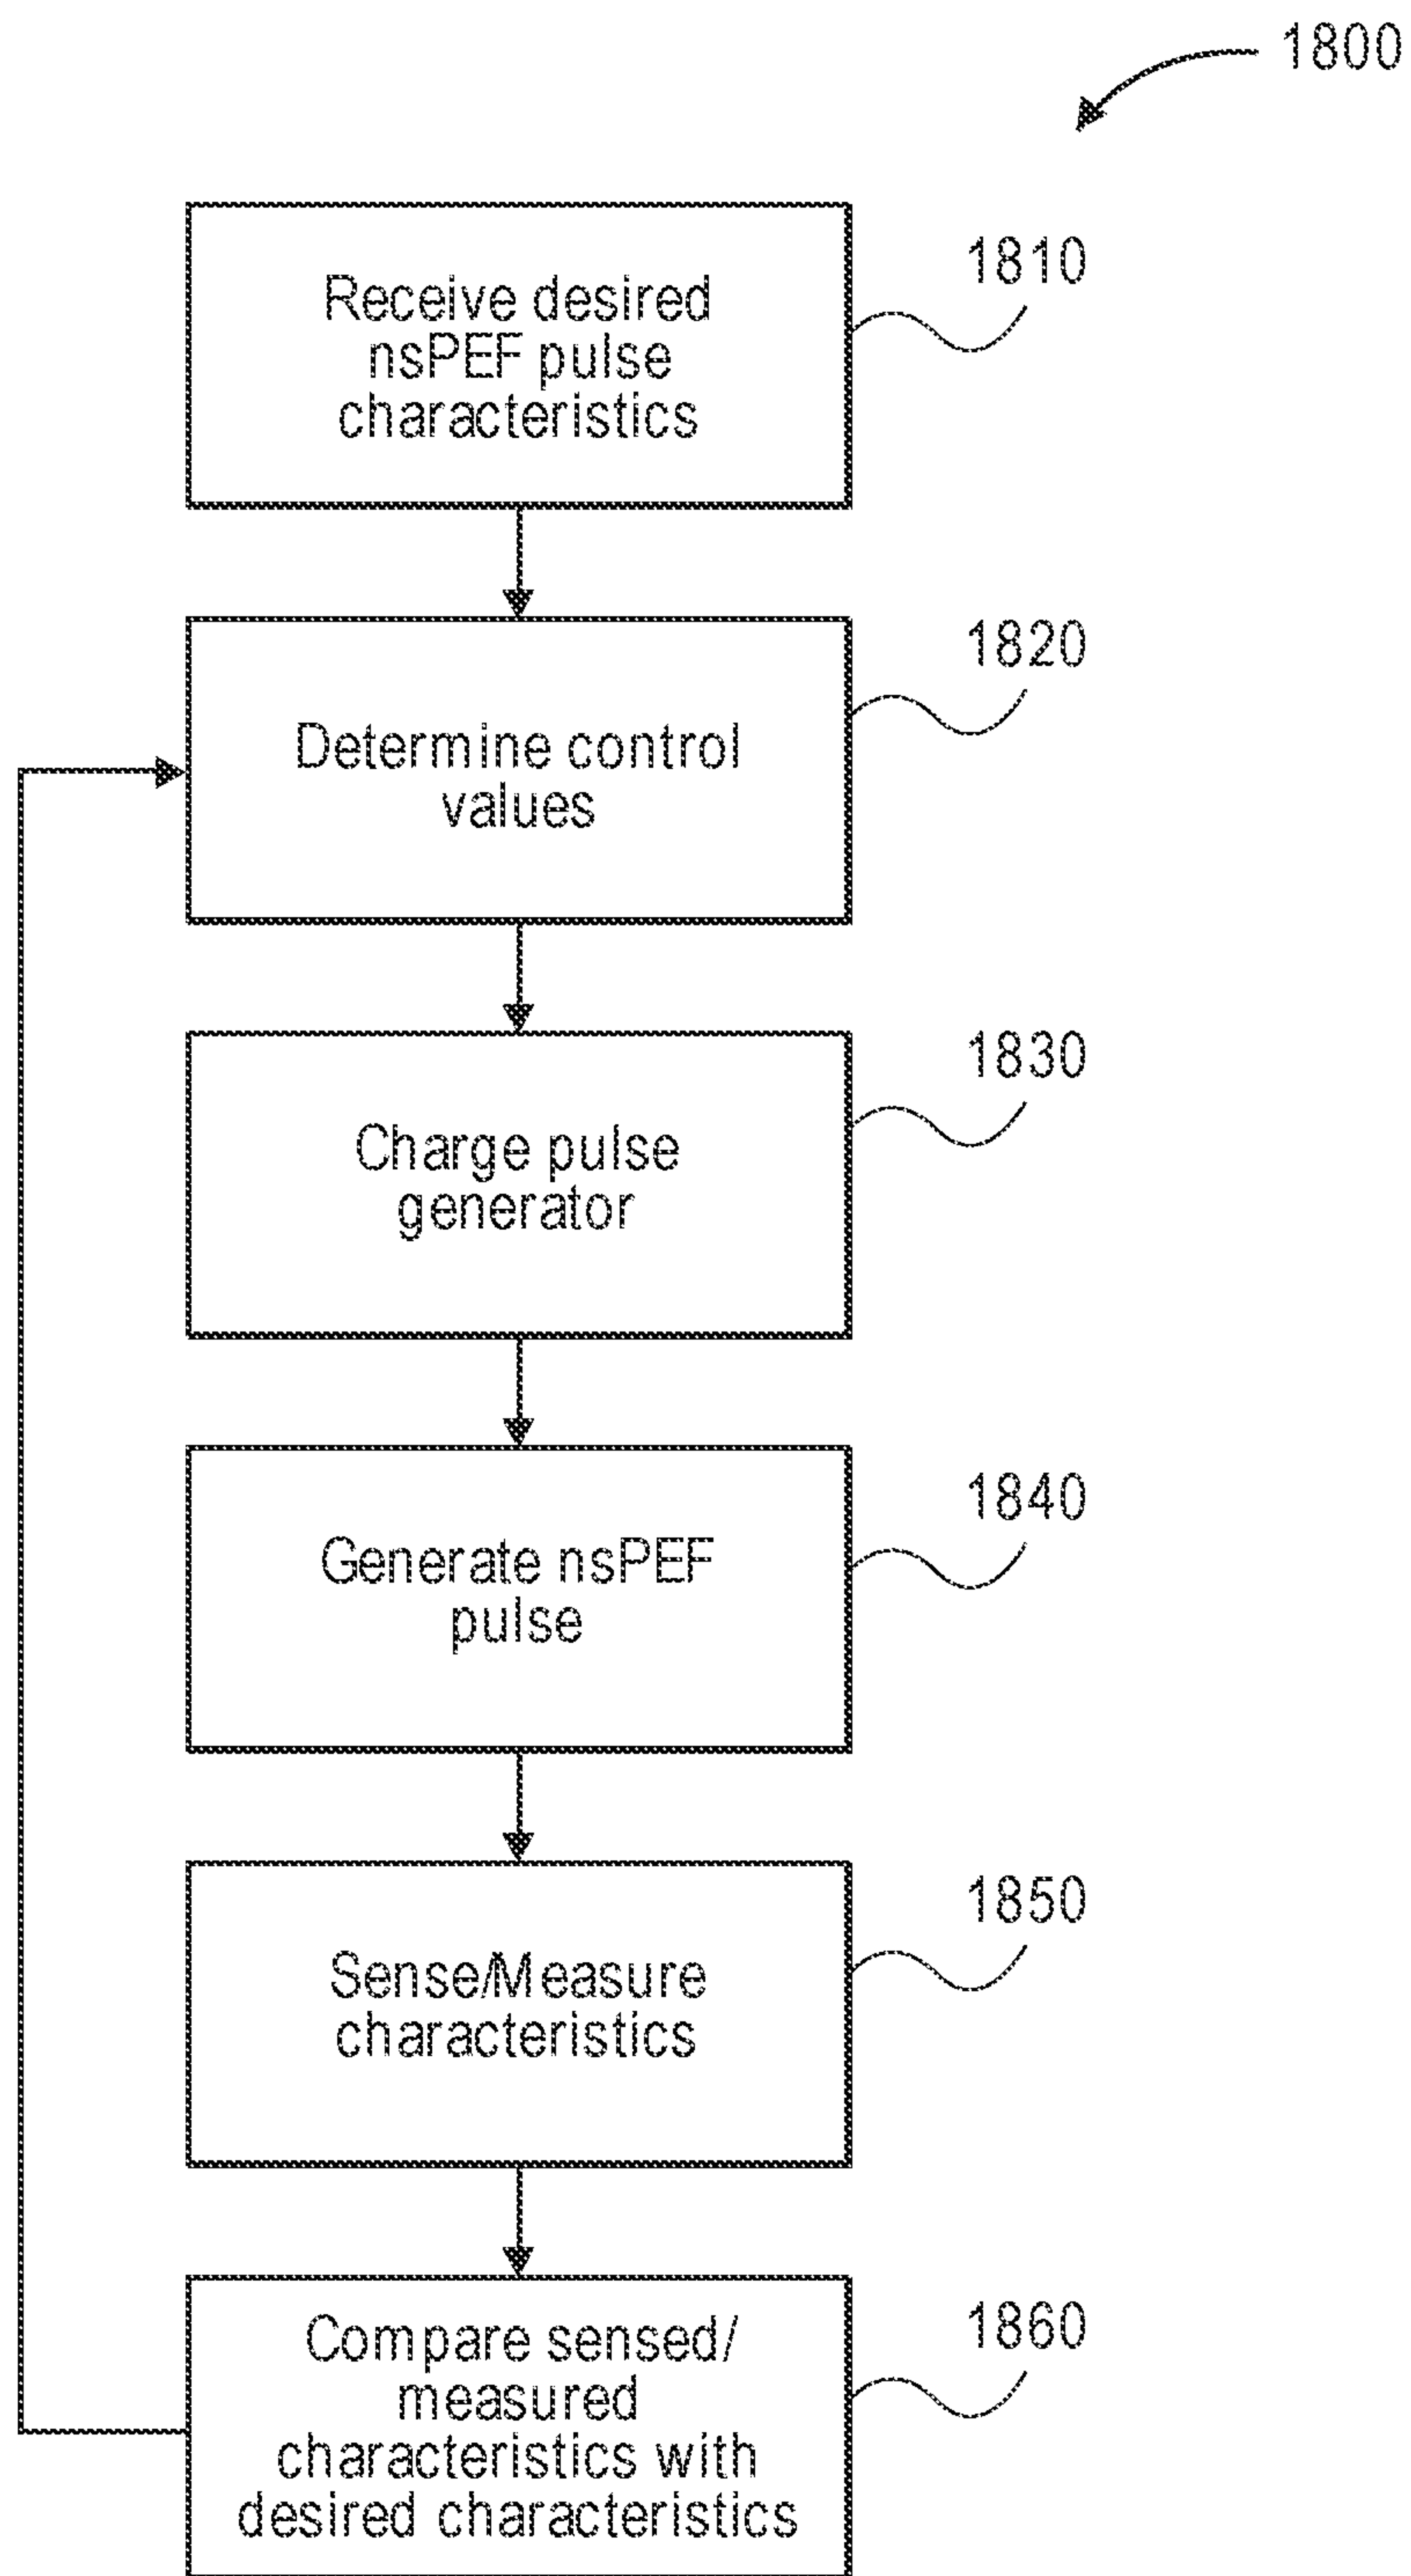 1800
Receive desired
nsPEF pulse
characteristics
1810
Determine control
values
1820
Charge pulse
generator
1830
Generate nsPEF
pulse
1840
Sense/Measure
characteristics
1850
Compare sensed/
measured
characteristics with
desired characteristics
1860